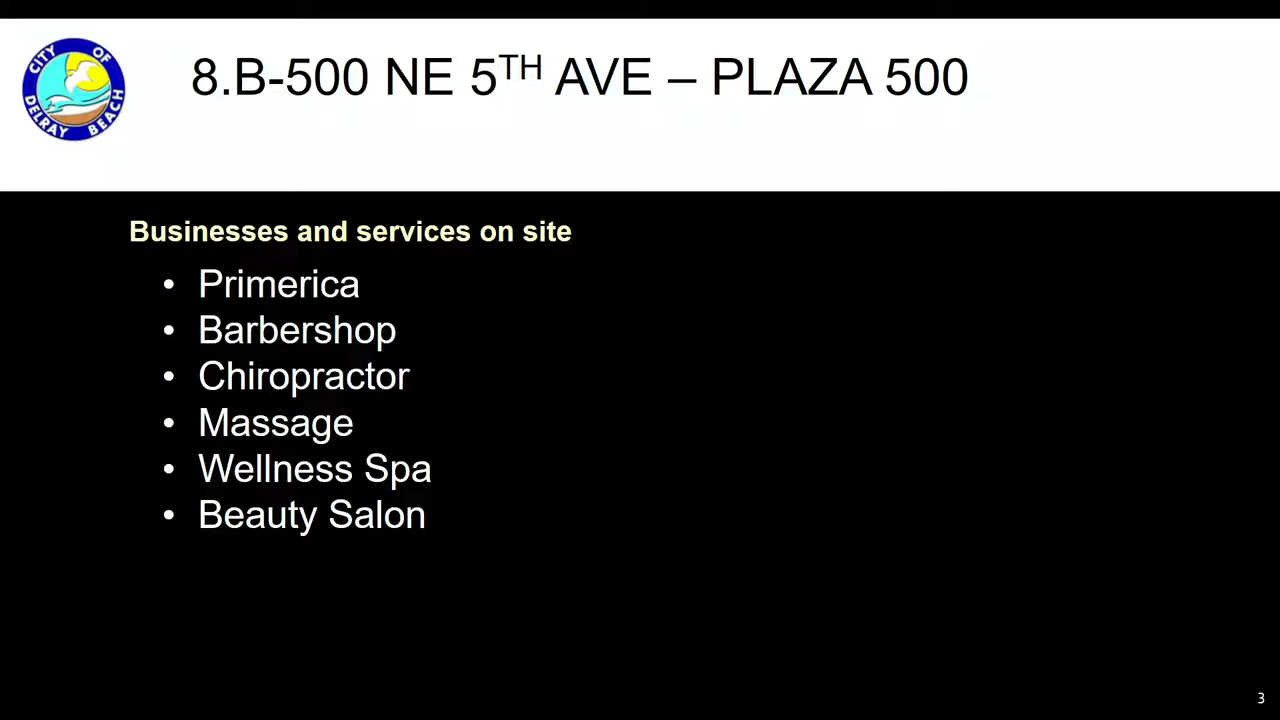 CITY OF
DELRAY BEACH
8.B-500 NE 5TH AVE – PLAZA 500
Businesses and services on site
• Primerica
• Barbershop
• Chiropractor
• Massage
• Wellness Spa
• Beauty Salon
3